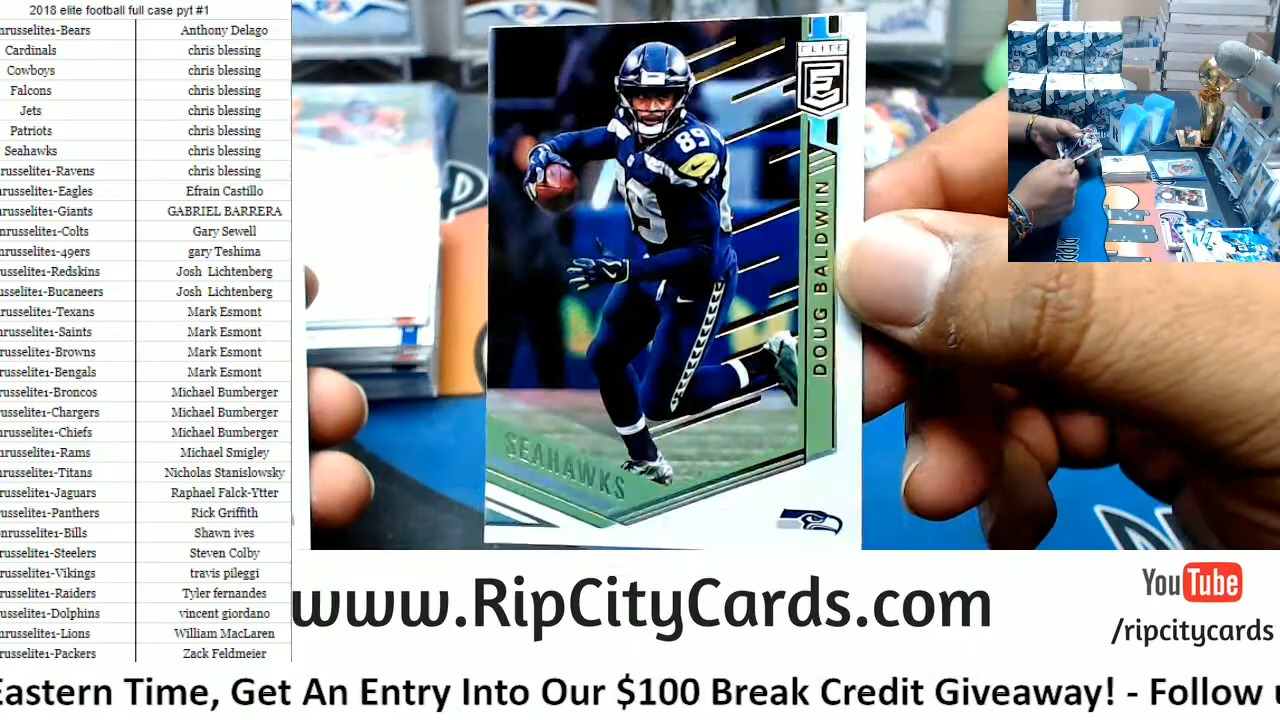 2018 elite football full case pyt #1
nrusselite1-Bears Anthony Delago
Cardinals chris blessing
Cowboys chris blessing
Falcons chris blessing
Jets chris blessing
Patriots chris blessing
Seahawks chris blessing
nrusselite1-Ravens chris blessing
nrusselite1-Eagles Efrain Castillo
nrusselite1-Giants GABRIEL BARRERA
nrusselite1-Colts Gary Sewell
nrusselite1-49ers gary Teshima
russelite1-Redskins Josh Lichtenberg
usselite1-Bucaneers Josh Lichtenberg
nrusselite1-Texans Mark Esmont
nrusselite1-Saints Mark Esmont
nrusselite1-Browns Mark Esmont
nrusselite1-Bengals Mark Esmont
russelite1-Broncos Michael Bumberger
russelite1-Chargers Michael Bumberger
nrusselite1-Chiefs Michael Bumberger
nrusselite1-Rams Michael Smigley
nrusselite1-Titans Nicholas Stanislowsky
russelite1-Jaguars Raphael Falck-Ytter
russelite1-Panthers Rick Griffith
onrusselite1-Bills Shawn ives
russelite1-Steelers Steven Colby
russelite1-Vikings travis pileggi
russelite1-Raiders Tyler fernandes
russelite1-Dolphins vincent giordano
nrusselite1-Lions William MacLaren
russelite1-Packers Zack Feldmeier
ELITE
E
89
89
DOUG BALDWIN
SEAHAWKS
www.RipCityCards.com
YouTube
/ripcitycards
Eastern Time, Get An Entry Into Our $100 Break Credit Giveaway! - Follow u